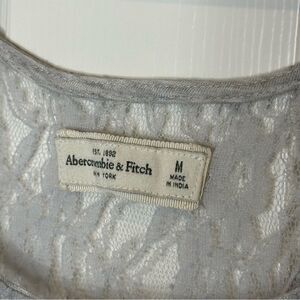 EST. 1892
Abercrombie & Fitch
NEW YORK
M
MADE
IN INDIA